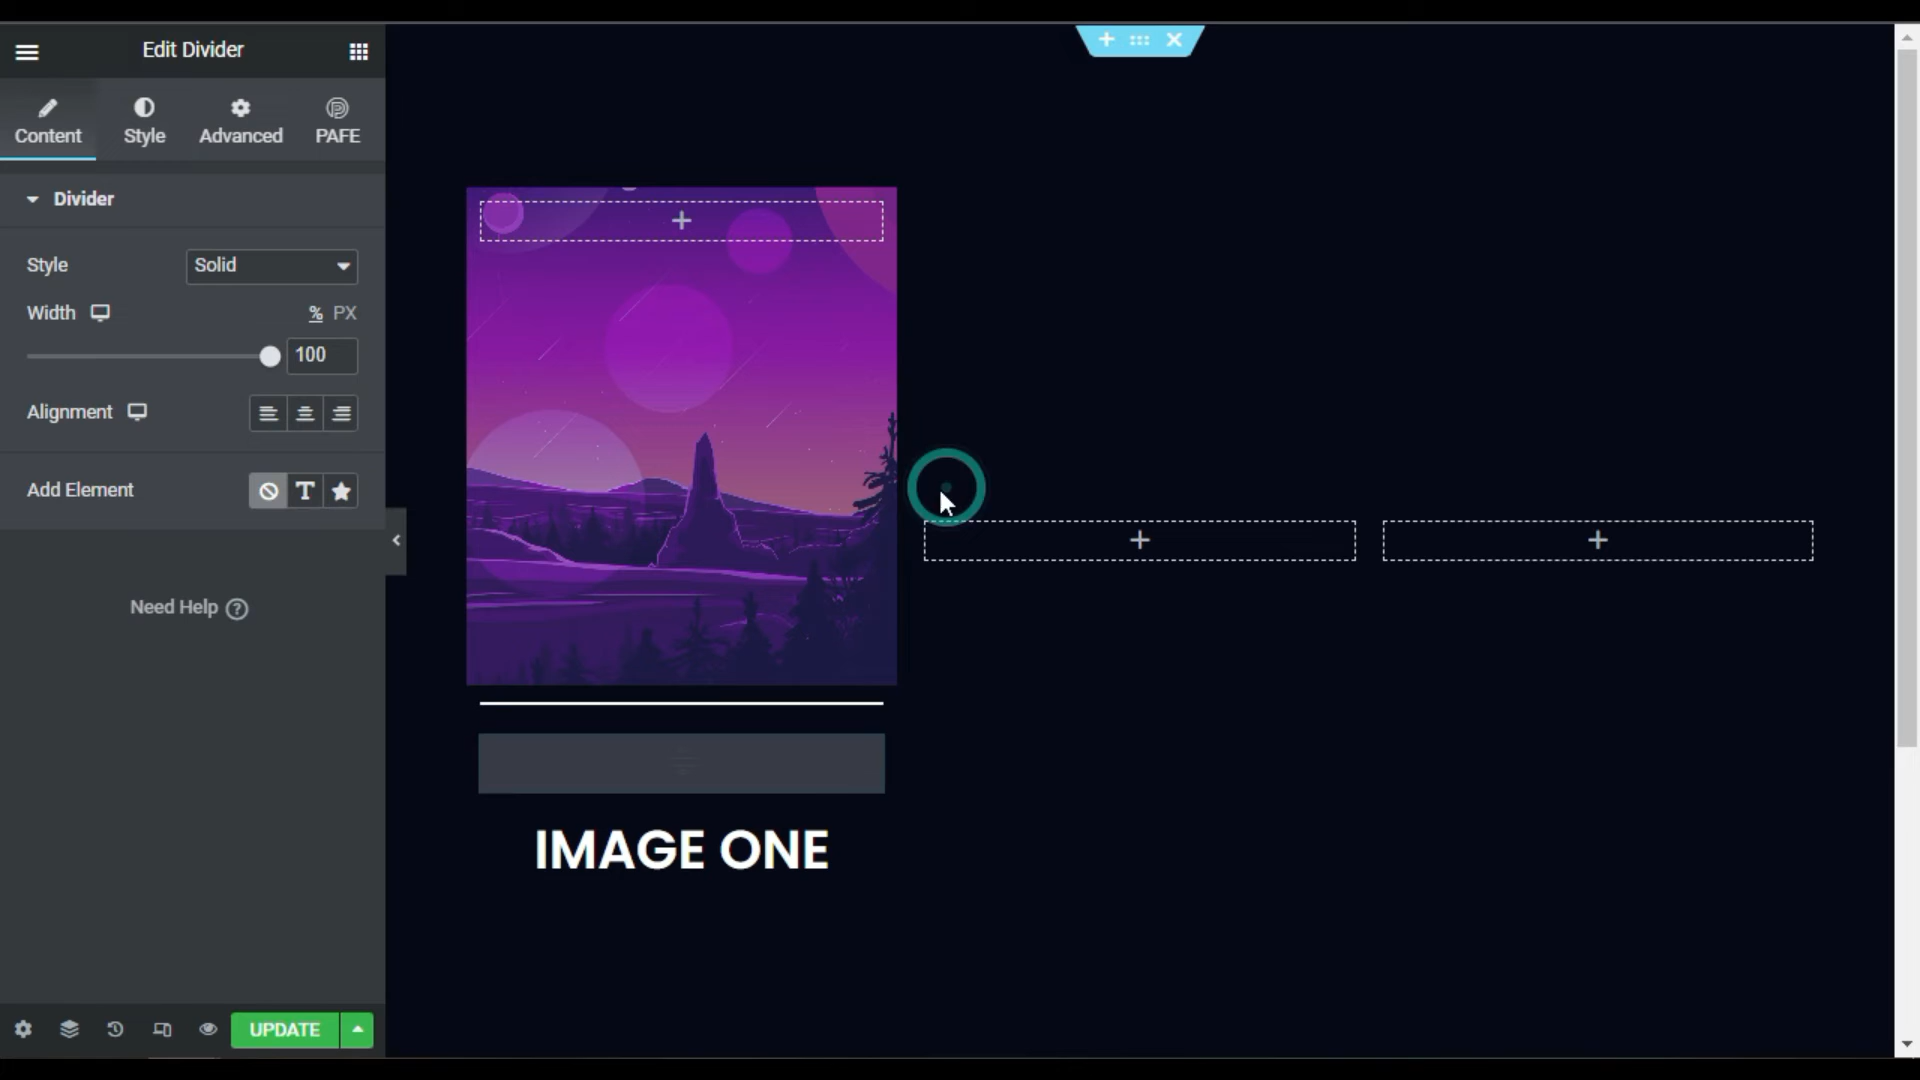 Edit Divider
Content
Style
Advanced
PAFE
Divider
Style
Solid
Width
% PX
100
Alignment
Add Element
T
Need Help ?
IMAGE ONE
UPDATE